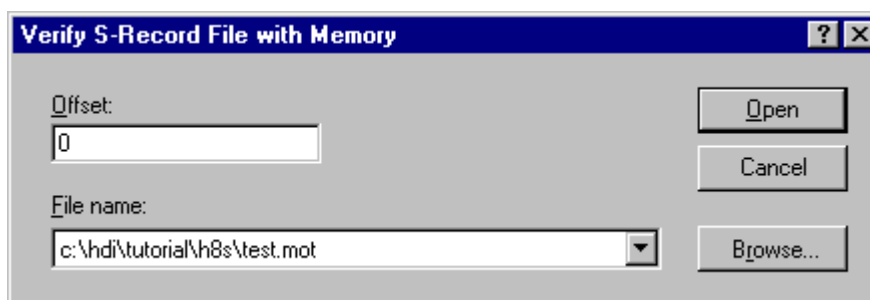 Verify S-Record File with Memory
?
Offset:
0
Open
Cancel
File name:
c:\hdi\tutorial\h8s\test.mot
Browse...